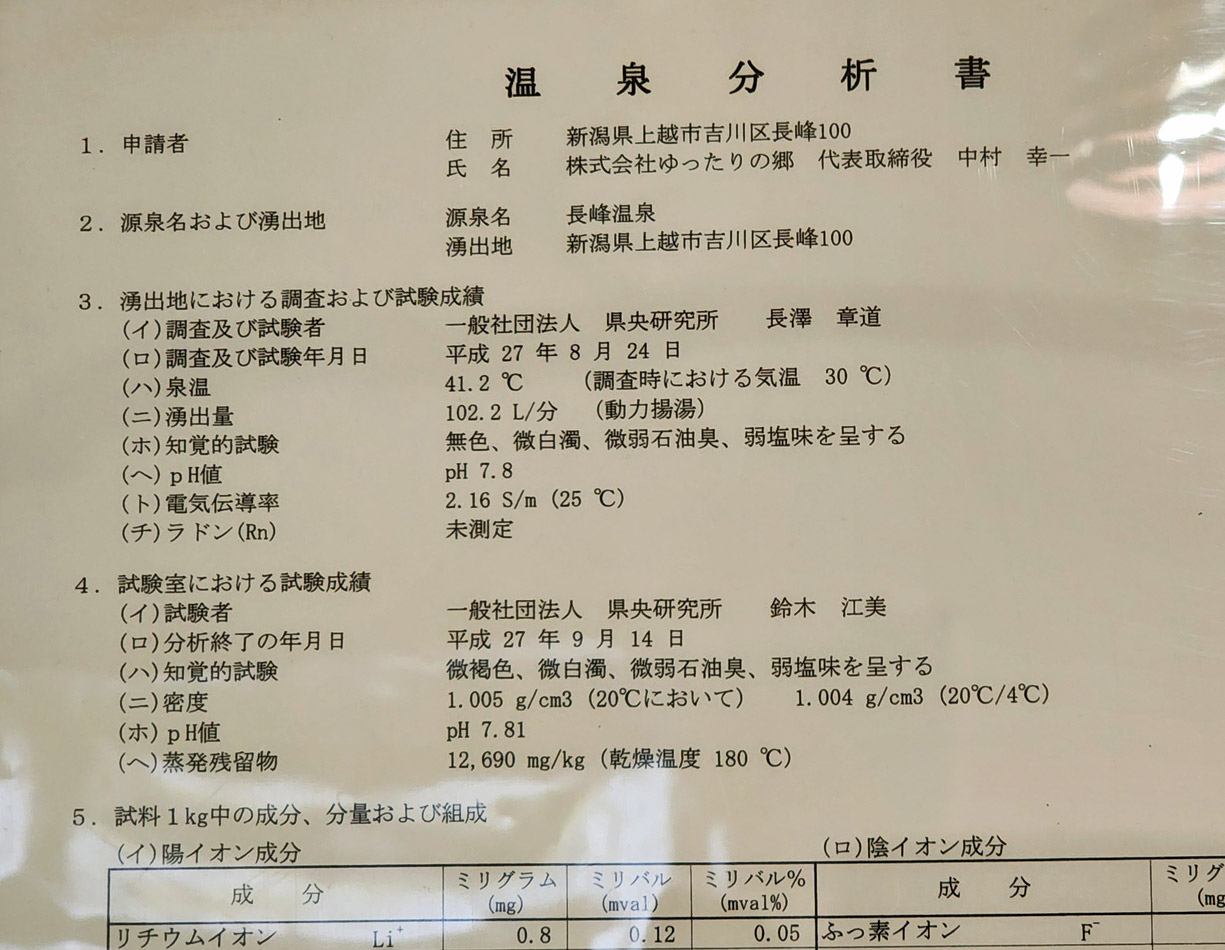 温泉分析書
1. 申請者 住所 新潟県上越市吉川区長峰100
氏名 株式会社ゆったりの郷 代表取締役 中村 幸一
2. 源泉名および湧出地 源泉名 長峰温泉
湧出地 新潟県上越市吉川区長峰100
3. 湧出地における調査および試験成績
(イ)調査及び試験者 一般社団法人 県央研究所 長澤 章道
(ロ)調査及び試験年月日 平成 27 年 8 月 24 日
(ハ)泉温 41.2 ℃ (調査時における気温 30 ℃)
(ニ)湧出量 102.2 L/分 (動力揚湯)
(ホ)知覚的試験 無色、微白濁、微弱石油臭、弱塩味を呈する
(ヘ)pH値 pH 7.8
(ト)電気伝導率 2.16 S/m (25 ℃)
(チ)ラドン(Rn) 未測定
4. 試験室における試験成績
(イ)試験者 一般社団法人 県央研究所 鈴木 江美
(ロ)分析終了の年月日 平成 27 年 9 月 14 日
(ハ)知覚的試験 微褐色、微白濁、微弱石油臭、弱塩味を呈する
(ニ)密度 1.005 g/cm3 (20℃において) 1.004 g/cm3 (20℃/4℃)
(ホ)pH値 pH 7.81
(ヘ)蒸発残留物 12,690 mg/kg (乾燥温度 180 ℃)
5. 試料1kg中の成分、分量および組成
(イ)陽イオン成分 (ロ)陰イオン成分
成分 ミリグラム (mg) ミリバル (mval) ミリバル% (mval%) 成分 ミリグ (mg
リチウムイオン Li⁺ 0.8 0.12 0.05 ふっ素イオン F⁻